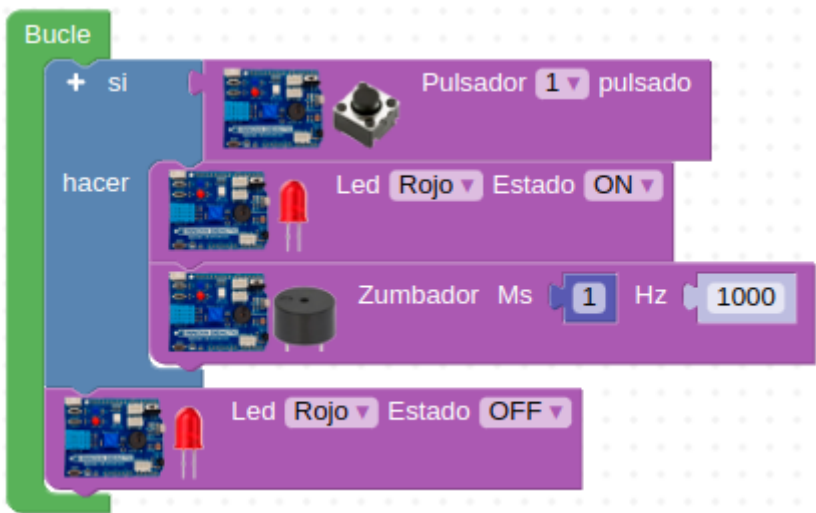 Bucle
+ si Pulsador 1 pulsado
hacer Led Rojo Estado ON
Zumbador Ms 1 Hz 1000
Led Rojo Estado OFF